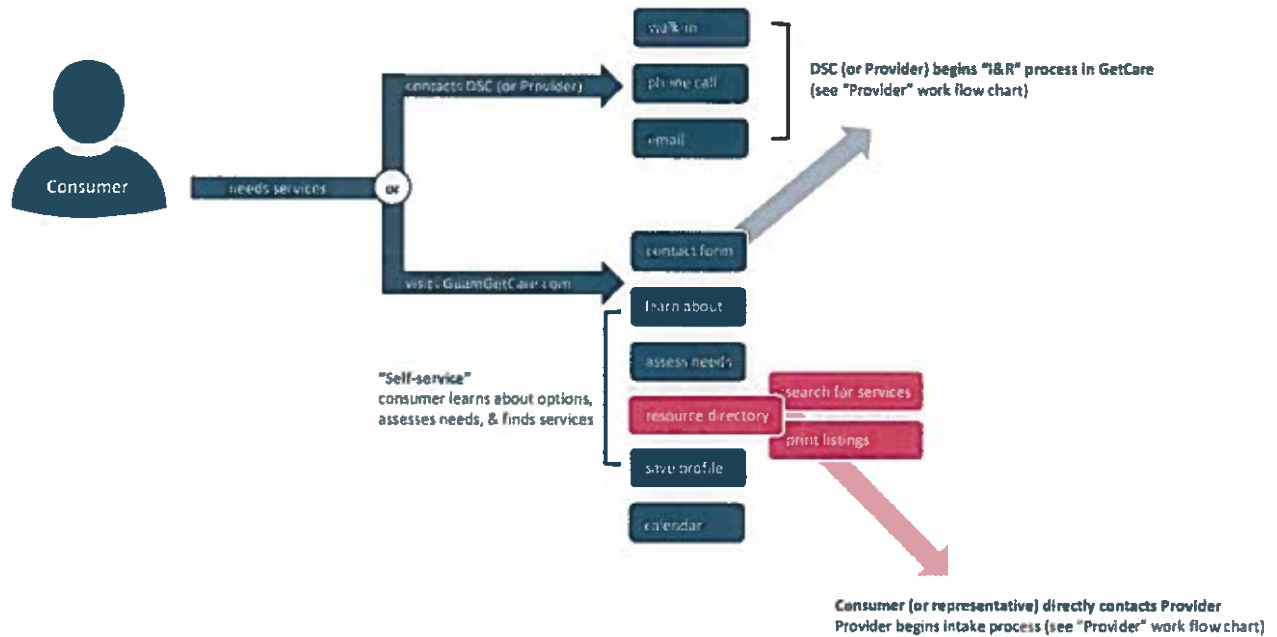 walk-in
DSC (or Provider) begins "I&R" process in GetCare
(see "Provider" work flow chart)
contacts DSC (or Provider)
phone call
email
Consumer
needs services
or
contact form
visits GuamGetCare.com
learn about
assess needs
"Self-service"
consumer learns about options,
assesses needs, & finds services
search for services
resource directory
print listings
save profile
calendar
Consumer (or representative) directly contacts Provider
Provider begins intake process (see "Provider" work flow chart)